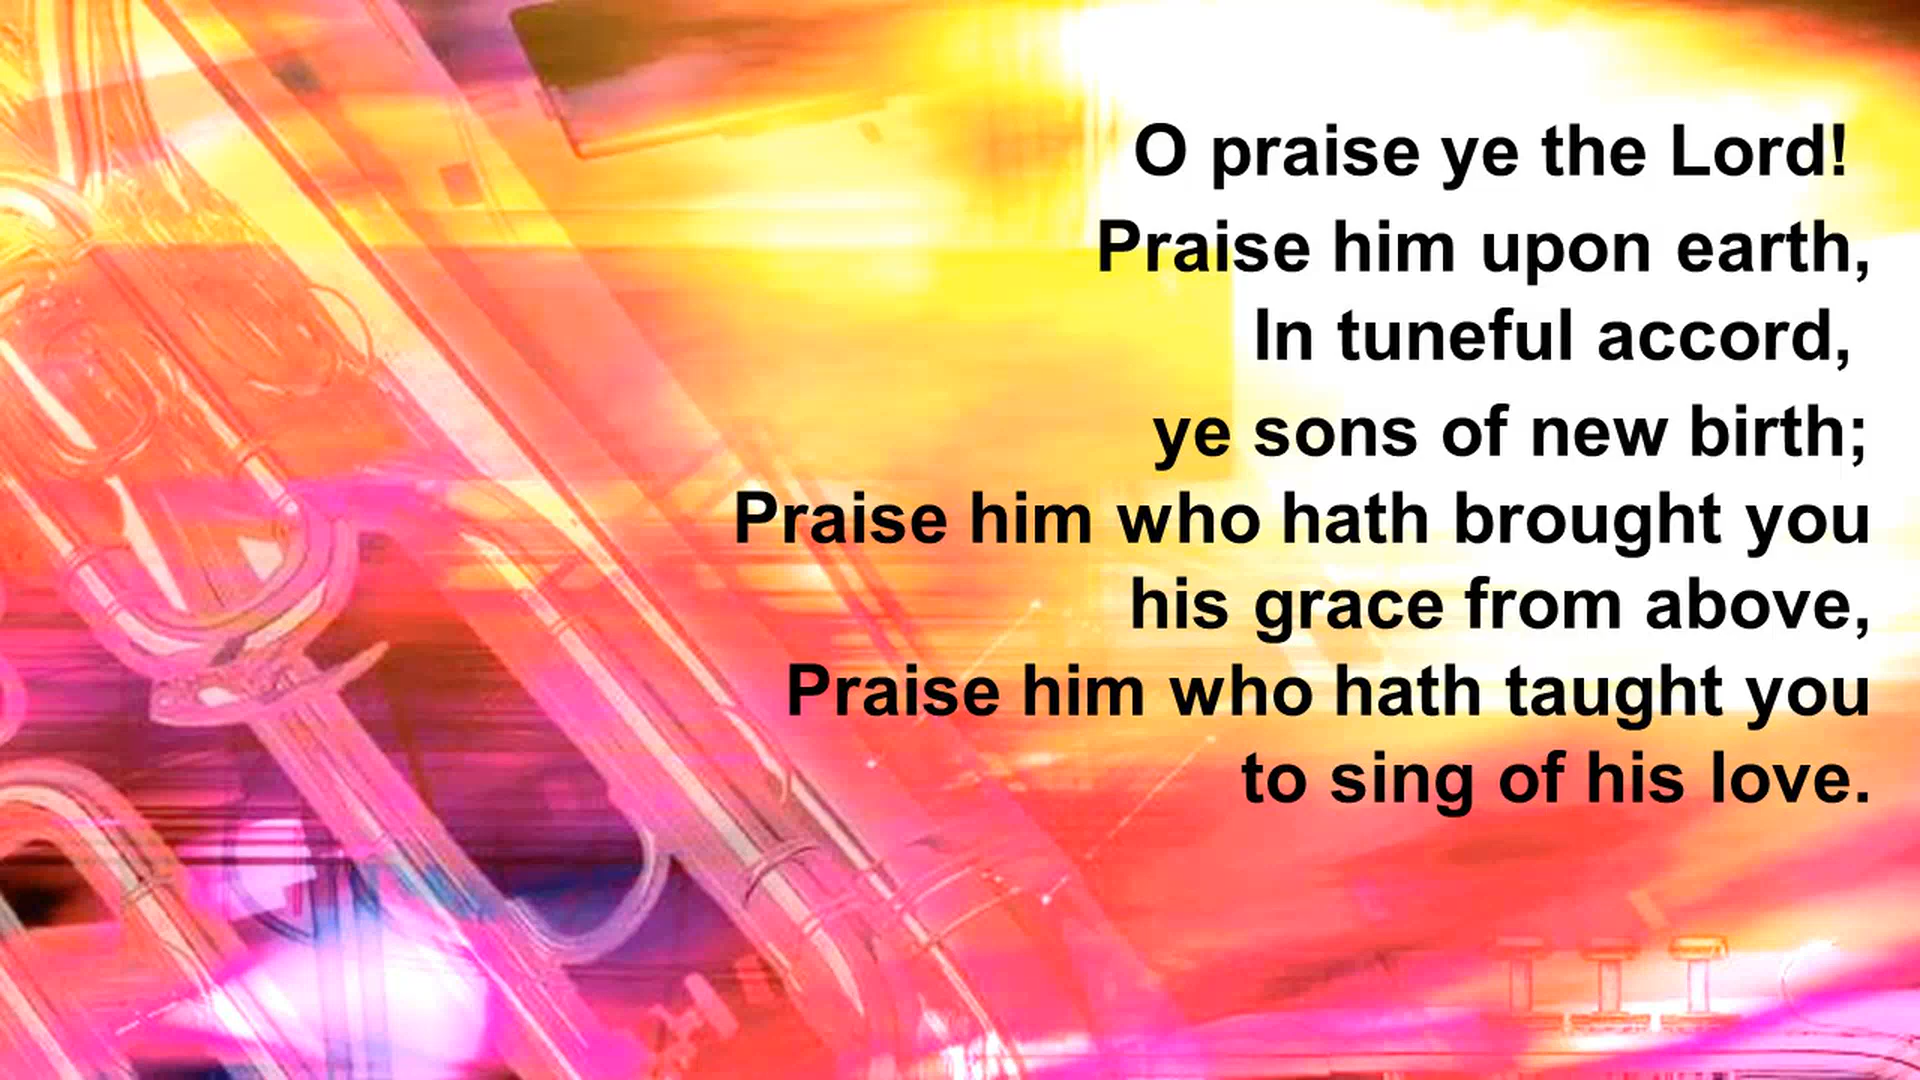 O praise ye the Lord!
Praise him upon earth,
In tuneful accord,
ye sons of new birth;
Praise him who hath brought you
his grace from above,
Praise him who hath taught you
to sing of his love.